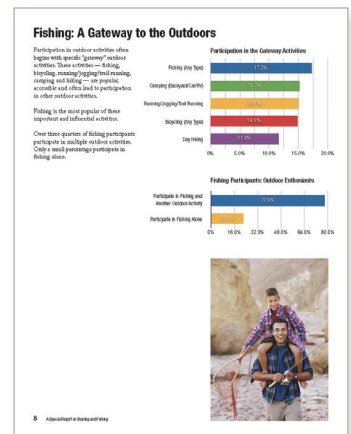 Fishing: A Gateway to the Outdoors
Participation in outdoor activities often
begins with specific "gateway" outdoor
activities. These activities — fishing,
bicycling, running/jogging/trail running,
camping and hiking — are popular,
accessible and often lead to participation
in other outdoor activities.
Fishing is the most popular of these
important and influential activities.
Over three quarters of fishing participants
participate in multiple outdoor activities.
Only a small percentage participate in
fishing alone.
Participation in the Gateway Activities
Fishing (Any Type)
17.2%
Camping (Backyard/Car/RV)
Running/Jogging/Trail Running
Bicycling (Any Type)
Day Hiking
0% 5.0% 10.0% 15.0% 20.0%
Fishing Participants: Outdoor Enthusiasts
Participate in Fishing and
Another Outdoor Activity
77.9%
Participate in Fishing Alone
0% 16.0% 32.0% 48.0% 64.0% 80.0%
8 A Special Report on Boating and Fishing